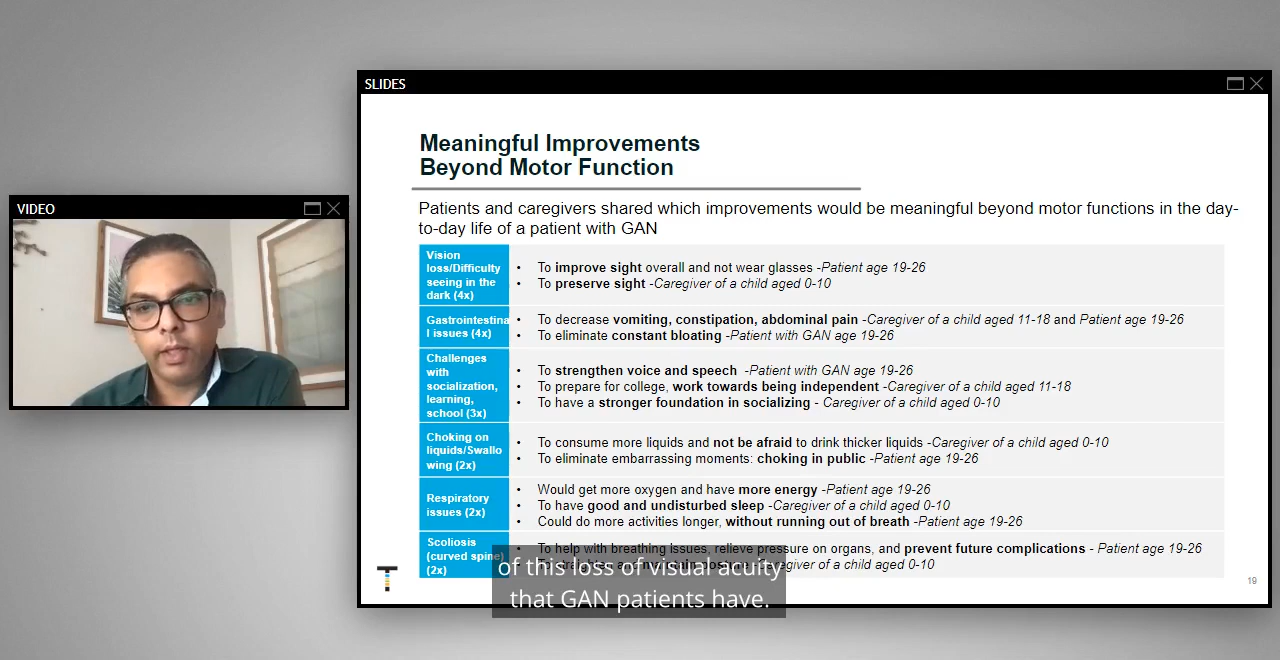 SLIDES
Meaningful Improvements
Beyond Motor Function
VIDEO
Patients and caregivers shared which improvements would be meaningful beyond motor functions in the day-
to-day life of a patient with GAN
Vision
loss/Difficulty
seeing in the
dark (4x)
• To improve sight overall and not wear glasses -Patient age 19-26
• To preserve sight -Caregiver of a child aged 0-10
Gastrointestina
l issues (4x)
• To decrease vomiting, constipation, abdominal pain -Caregiver of a child aged 11-18 and Patient age 19-26
• To eliminate constant bloating -Patient with GAN age 19-26
Challenges
with
socialization,
learning,
school (3x)
• To strengthen voice and speech -Patient with GAN age 19-26
• To prepare for college, work towards being independent -Caregiver of a child aged 11-18
• To have a stronger foundation in socializing - Caregiver of a child aged 0-10
Choking on
liquids/Swallo
wing (2x)
• To consume more liquids and not be afraid to drink thicker liquids -Caregiver of a child aged 0-10
• To eliminate embarrassing moments: choking in public -Patient age 19-26
Respiratory
issues (2x)
• Would get more oxygen and have more energy -Patient age 19-26
• To have good and undisturbed sleep -Caregiver of a child aged 0-10
• Could do more activities longer, without running out of breath -Patient age 19-26
Scoliosis
(curved spine)
(2x)
• To help with breathing issues, relieve pressure on organs, and prevent future complications - Patient age 19-26
of a child aged 0-10
of this loss of visual acuity
that GAN patients have.
T
19